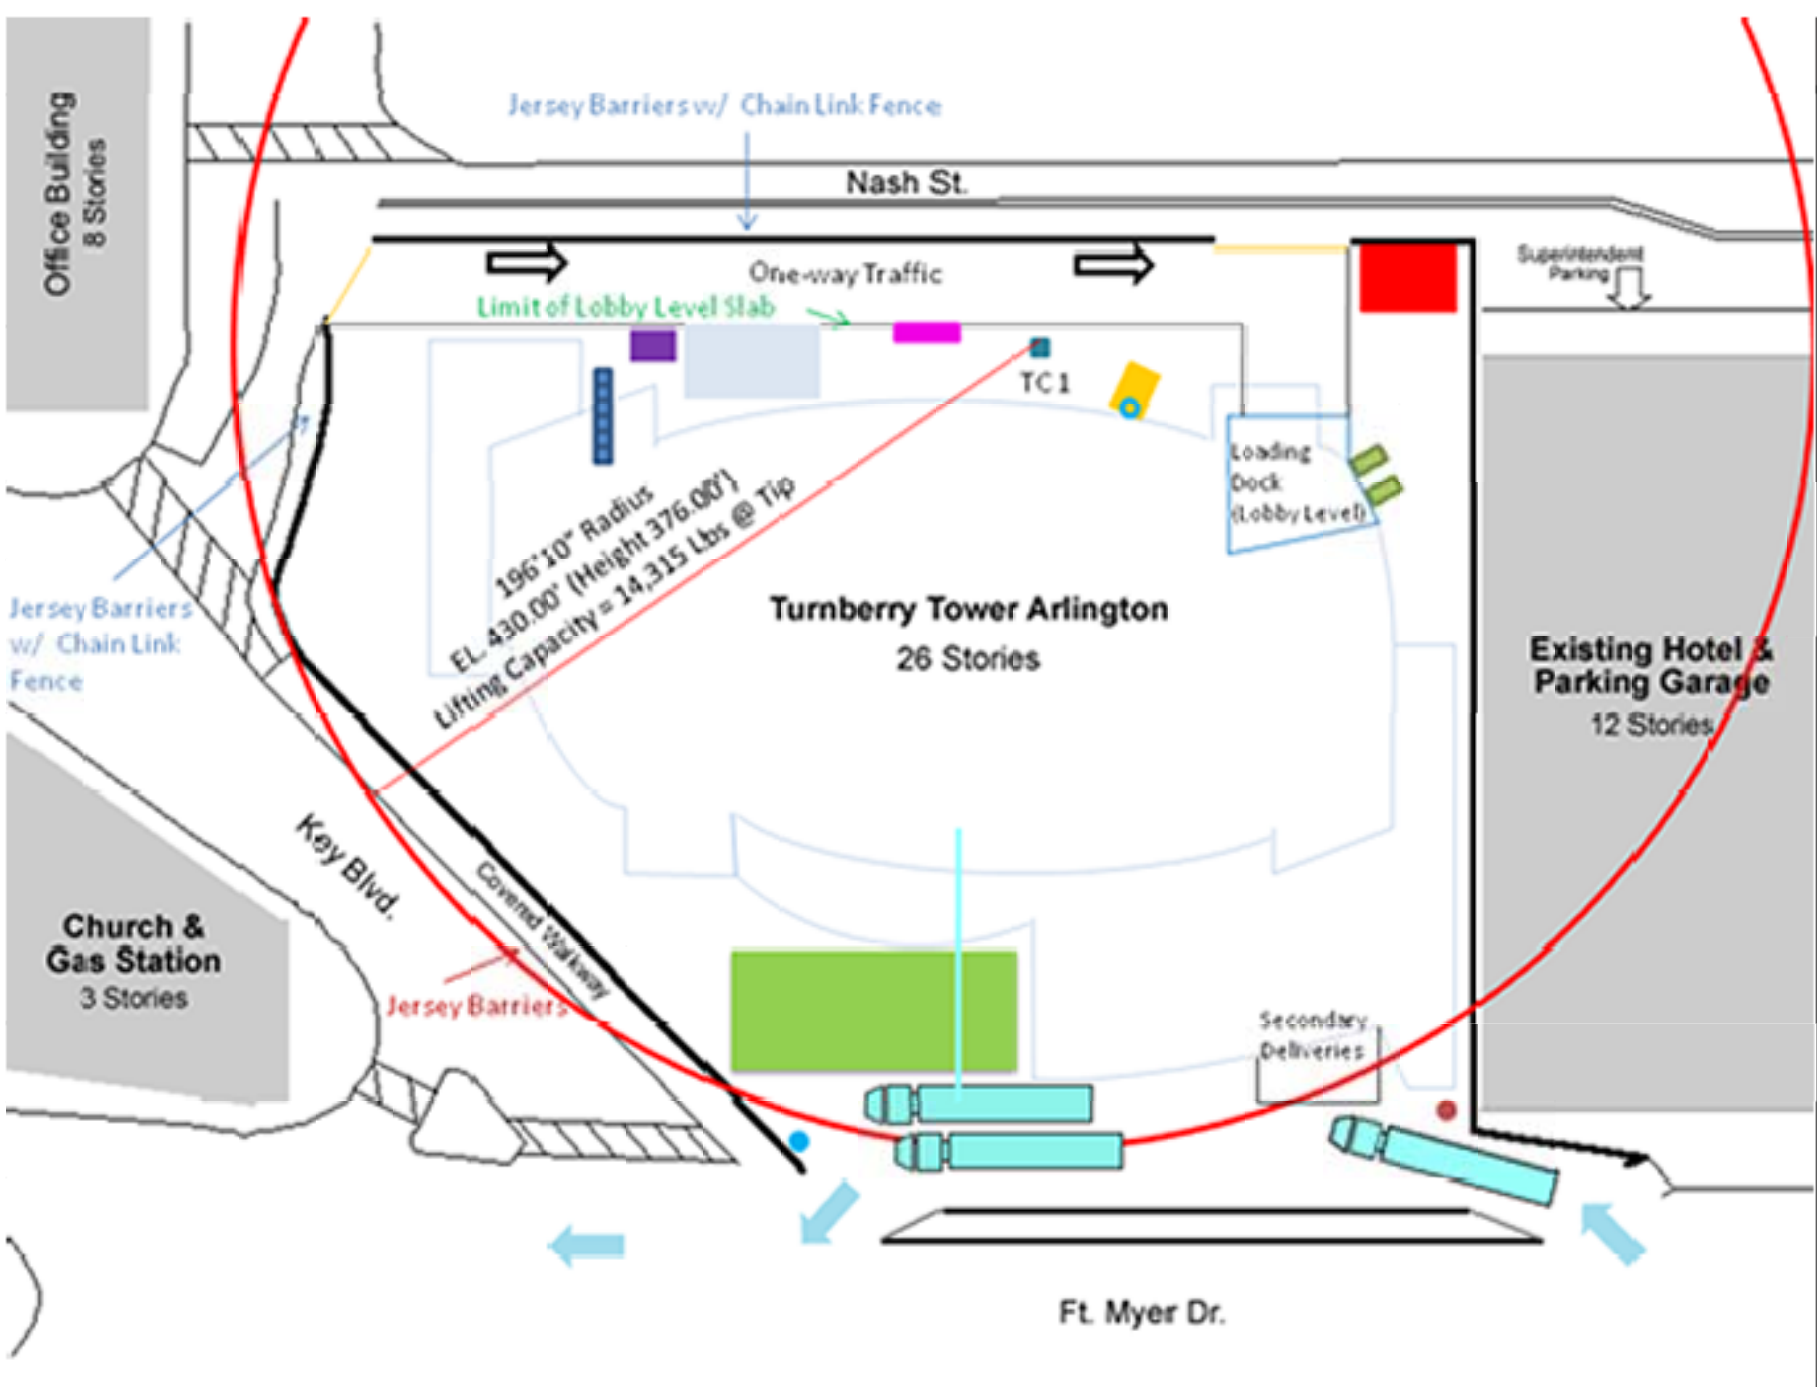 Office Building
8 Stories
Jersey Barriers w/ Chain Link Fence
Nash St.
One-way Traffic
Limit of Lobby Level Slab
Superintendent
Parking
TC 1
Loading
Dock
(Lobby Level)
196'10" Radius
EL. 430.00' (Height 376.00')
Lifting Capacity = 14,315 Lbs @ Tip
Jersey Barriers
w/ Chain Link
Fence
Turnberry Tower Arlington
26 Stories
Existing Hotel &
Parking Garage
12 Stories
Key Blvd.
Covered Walkway
Church &
Gas Station
3 Stories
Jersey Barriers
Secondary
Deliveries
Ft. Myer Dr.